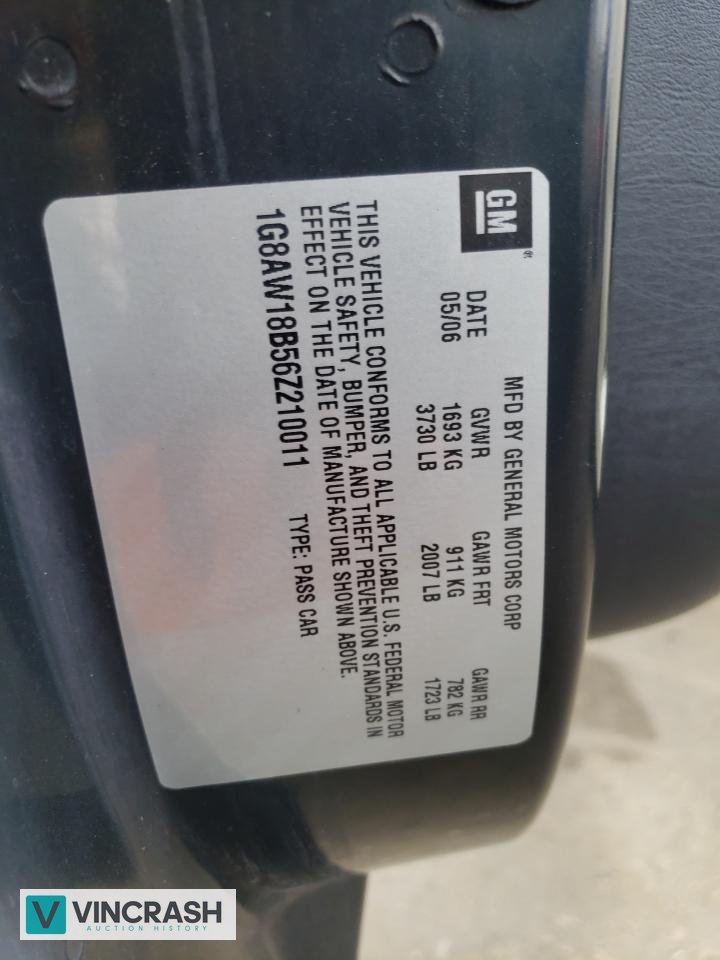 GM
®
MFD BY GENERAL MOTORS CORP
DATE GVWR GAWR FRT GAWR RR
05/06 1693 KG 911 KG 782 KG
3730 LB 2007 LB 1723 LB
THIS VEHICLE CONFORMS TO ALL APPLICABLE U.S. FEDERAL MOTOR
VEHICLE SAFETY, BUMPER, AND THEFT PREVENTION STANDARDS IN
EFFECT ON THE DATE OF MANUFACTURE SHOWN ABOVE.
1G8AW18B56Z210011 TYPE: PASS CAR
V VINCRASH
AUCTION HISTORY